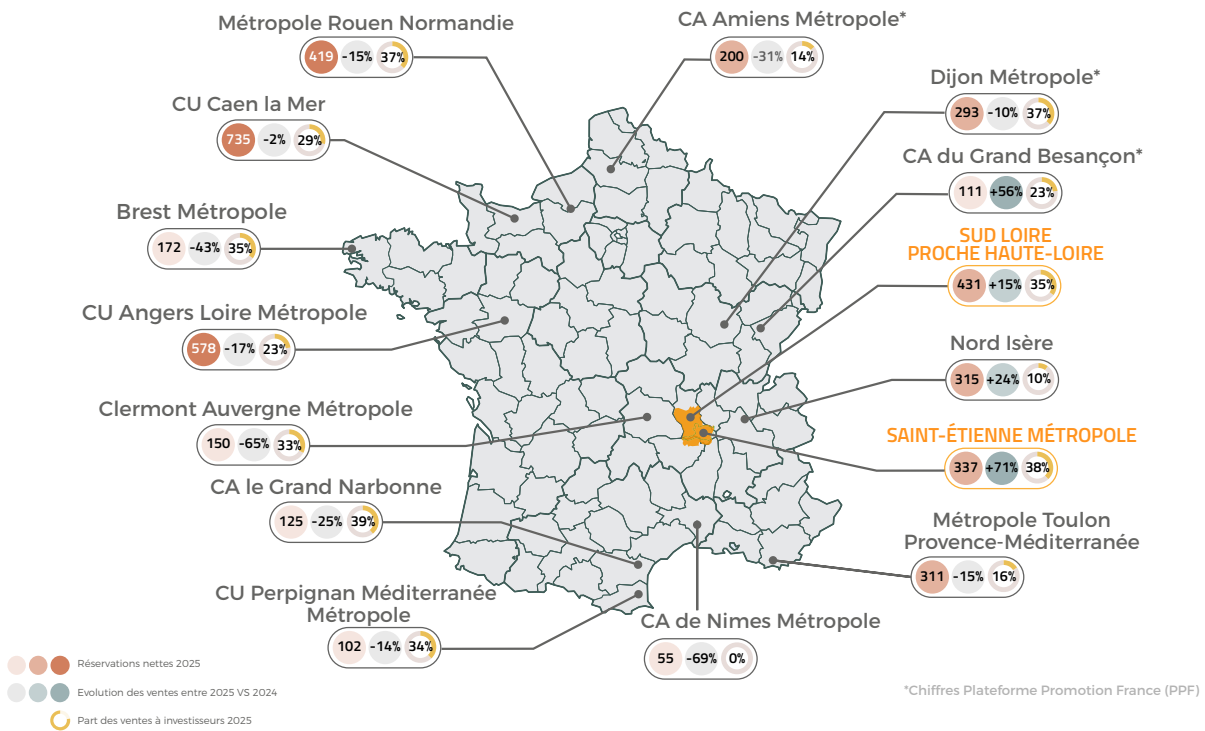 Métropole Rouen Normandie
419 -15% 37%
CA Amiens Métropole*
200 -31% 14%
CU Caen la Mer
735 -2% 29%
Dijon Métropole*
293 -10% 37%
CA du Grand Besançon*
111 +56% 23%
Brest Métropole
172 -43% 35%
SUD LOIRE
PROCHE HAUTE-LOIRE
431 +15% 35%
CU Angers Loire Métropole
578 -17% 23%
Nord Isère
315 +24% 10%
Clermont Auvergne Métropole
150 -65% 33%
SAINT-ÉTIENNE MÉTROPOLE
337 +71% 38%
CA le Grand Narbonne
125 -25% 39%
Métropole Toulon
Provence-Méditerranée
311 -15% 16%
CU Perpignan Méditerranée
Métropole
102 -14% 34%
CA de Nimes Métropole
55 -69% 0%
Réservations nettes 2025
Evolution des ventes entre 2025 VS 2024
Part des ventes à investisseurs 2025
*Chiffres Plateforme Promotion France (PPF)